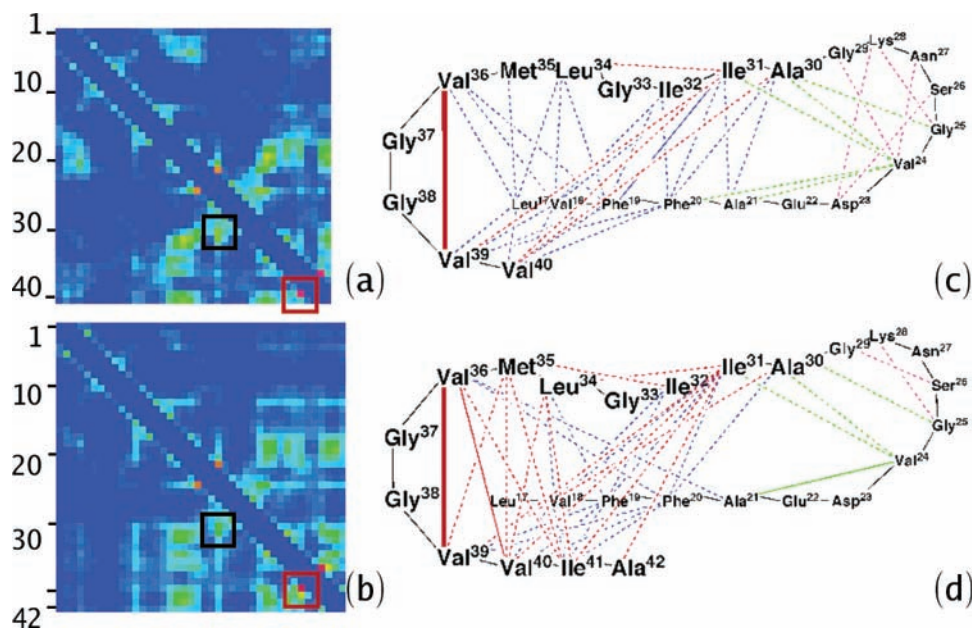 1
10
20
30
40
(a)
1
10
20
30
42
(b)
Val36 Met35 Leu34 Gly33 Ile32 Ile31 Ala30 Gly29 Lys28 Asn27
Ser26
Gly37
Gly25
Val24
Gly38
Leu17 Val18 Phe19 Phe20 Ala21 Glu22 Asp23
Val39 Val40
(c)
Val36 Met35 Leu34 Gly33 Ile32 Ile31 Ala30 Gly29 Lys28 Asn27
Ser26
Gly37
Gly25
Val24
Gly38
Leu17 Val18 Phe19 Phe20 Ala21 Glu22 Asp23
Val39 Val40 Ile41 Ala42
(d)